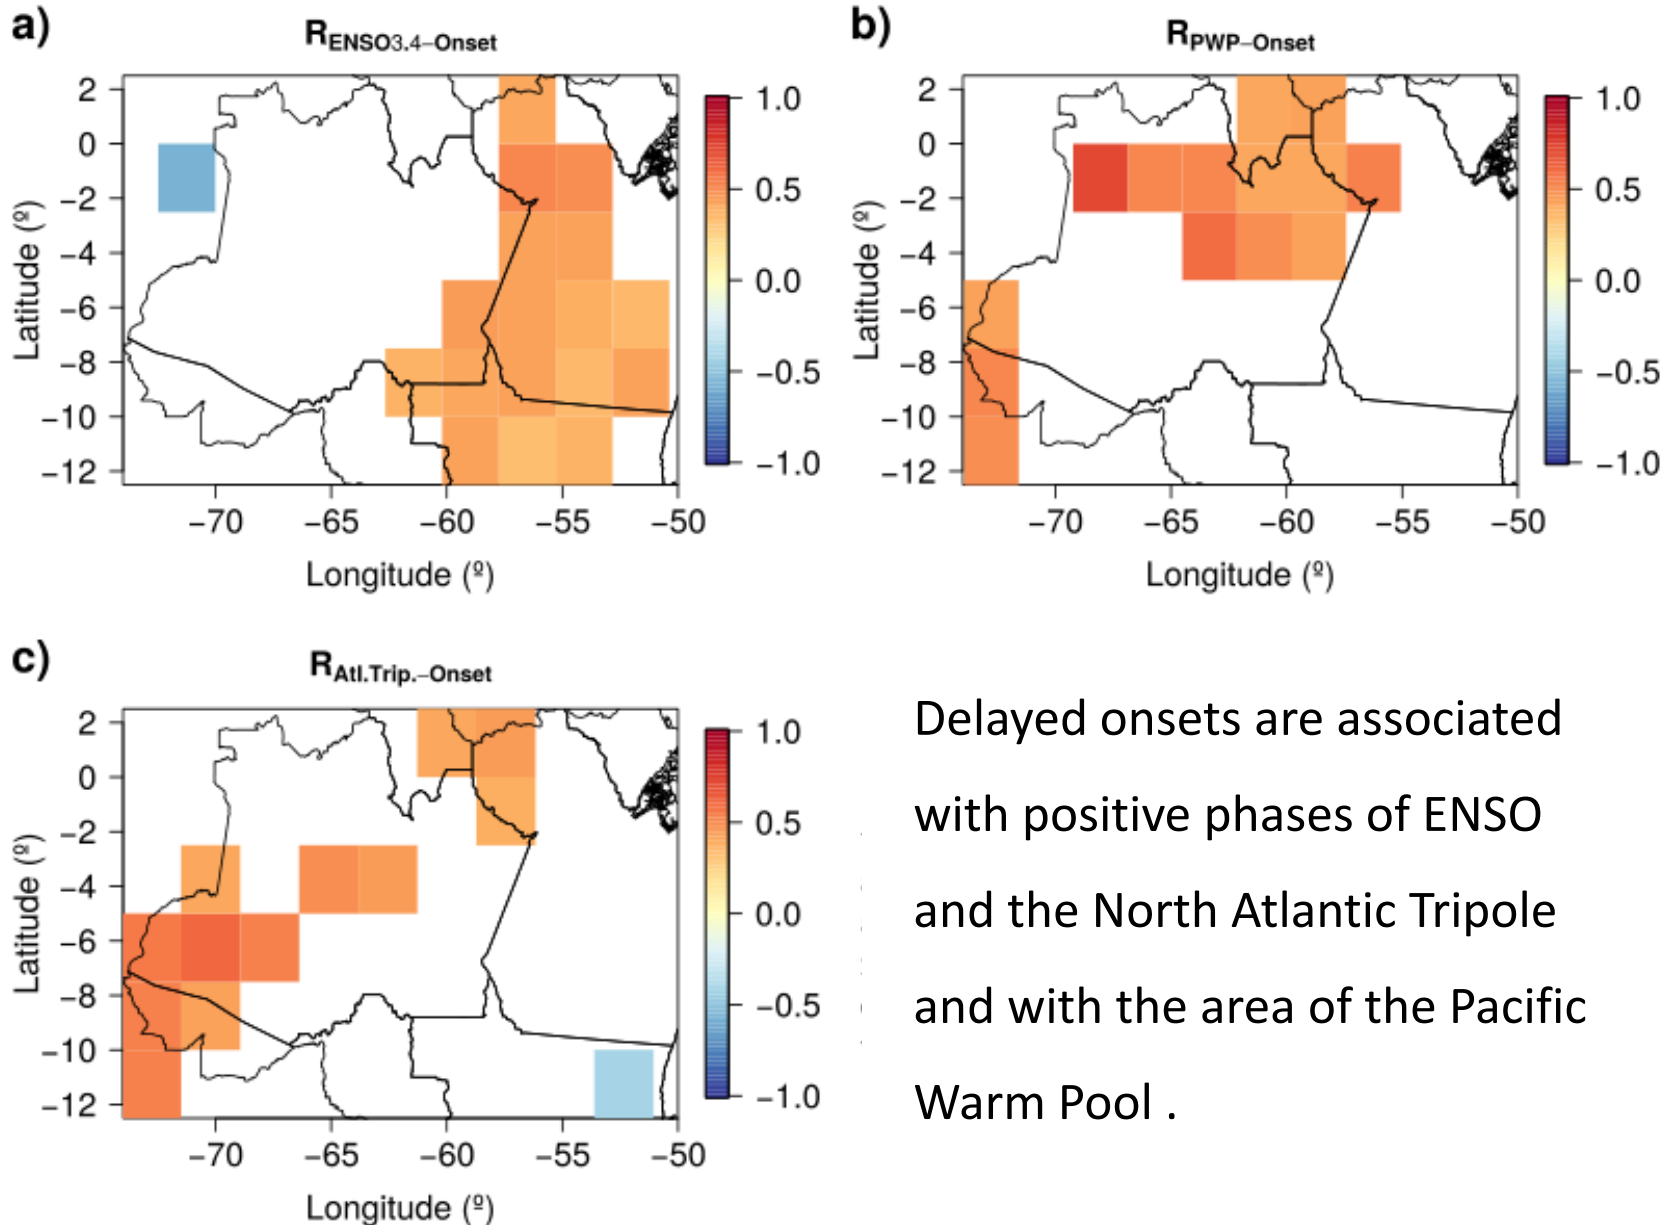 a)
R_ENSO3.4−Onset
2
0
−2
−4
−6
−8
−10
−12
Latitude (º)
−70 −65 −60 −55 −50
Longitude (º)
1.0
0.5
0.0
−0.5
−1.0
b)
R_PWP−Onset
2
0
−2
−4
−6
−8
−10
−12
Latitude (º)
−70 −65 −60 −55 −50
Longitude (º)
1.0
0.5
0.0
−0.5
−1.0
c)
R_Atl.Trip.−Onset
2
0
−2
−4
−6
−8
−10
−12
Latitude (º)
−70 −65 −60 −55 −50
Longitude (º)
1.0
0.5
0.0
−0.5
−1.0
Delayed onsets are associated
with positive phases of ENSO
and the North Atlantic Tripole
and with the area of the Pacific
Warm Pool .